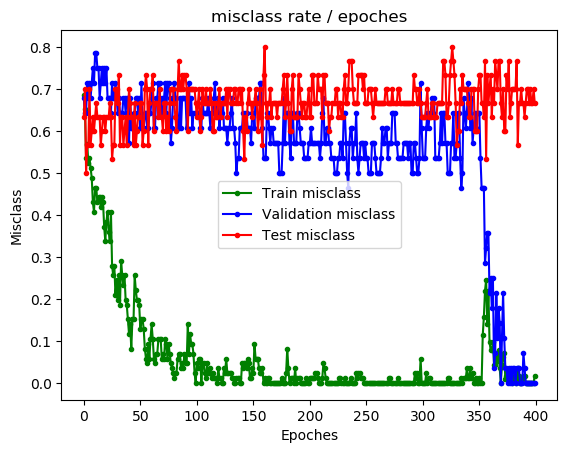 misclass rate / epoches
Misclass
0.8
0.7
0.6
0.5
0.4
0.3
0.2
0.1
0.0
Train misclass
Validation misclass
Test misclass
0 50 100 150 200 250 300 350 400
Epoches